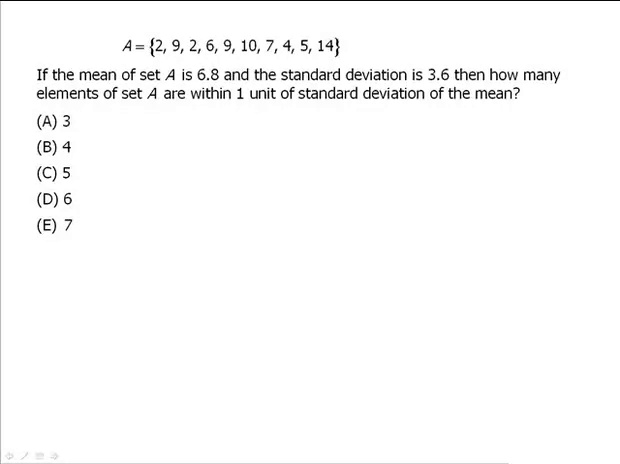 A = {2, 9, 2, 6, 9, 10, 7, 4, 5, 14}
If the mean of set A is 6.8 and the standard deviation is 3.6 then how many
elements of set A are within 1 unit of standard deviation of the mean?
(A) 3
(B) 4
(C) 5
(D) 6
(E) 7